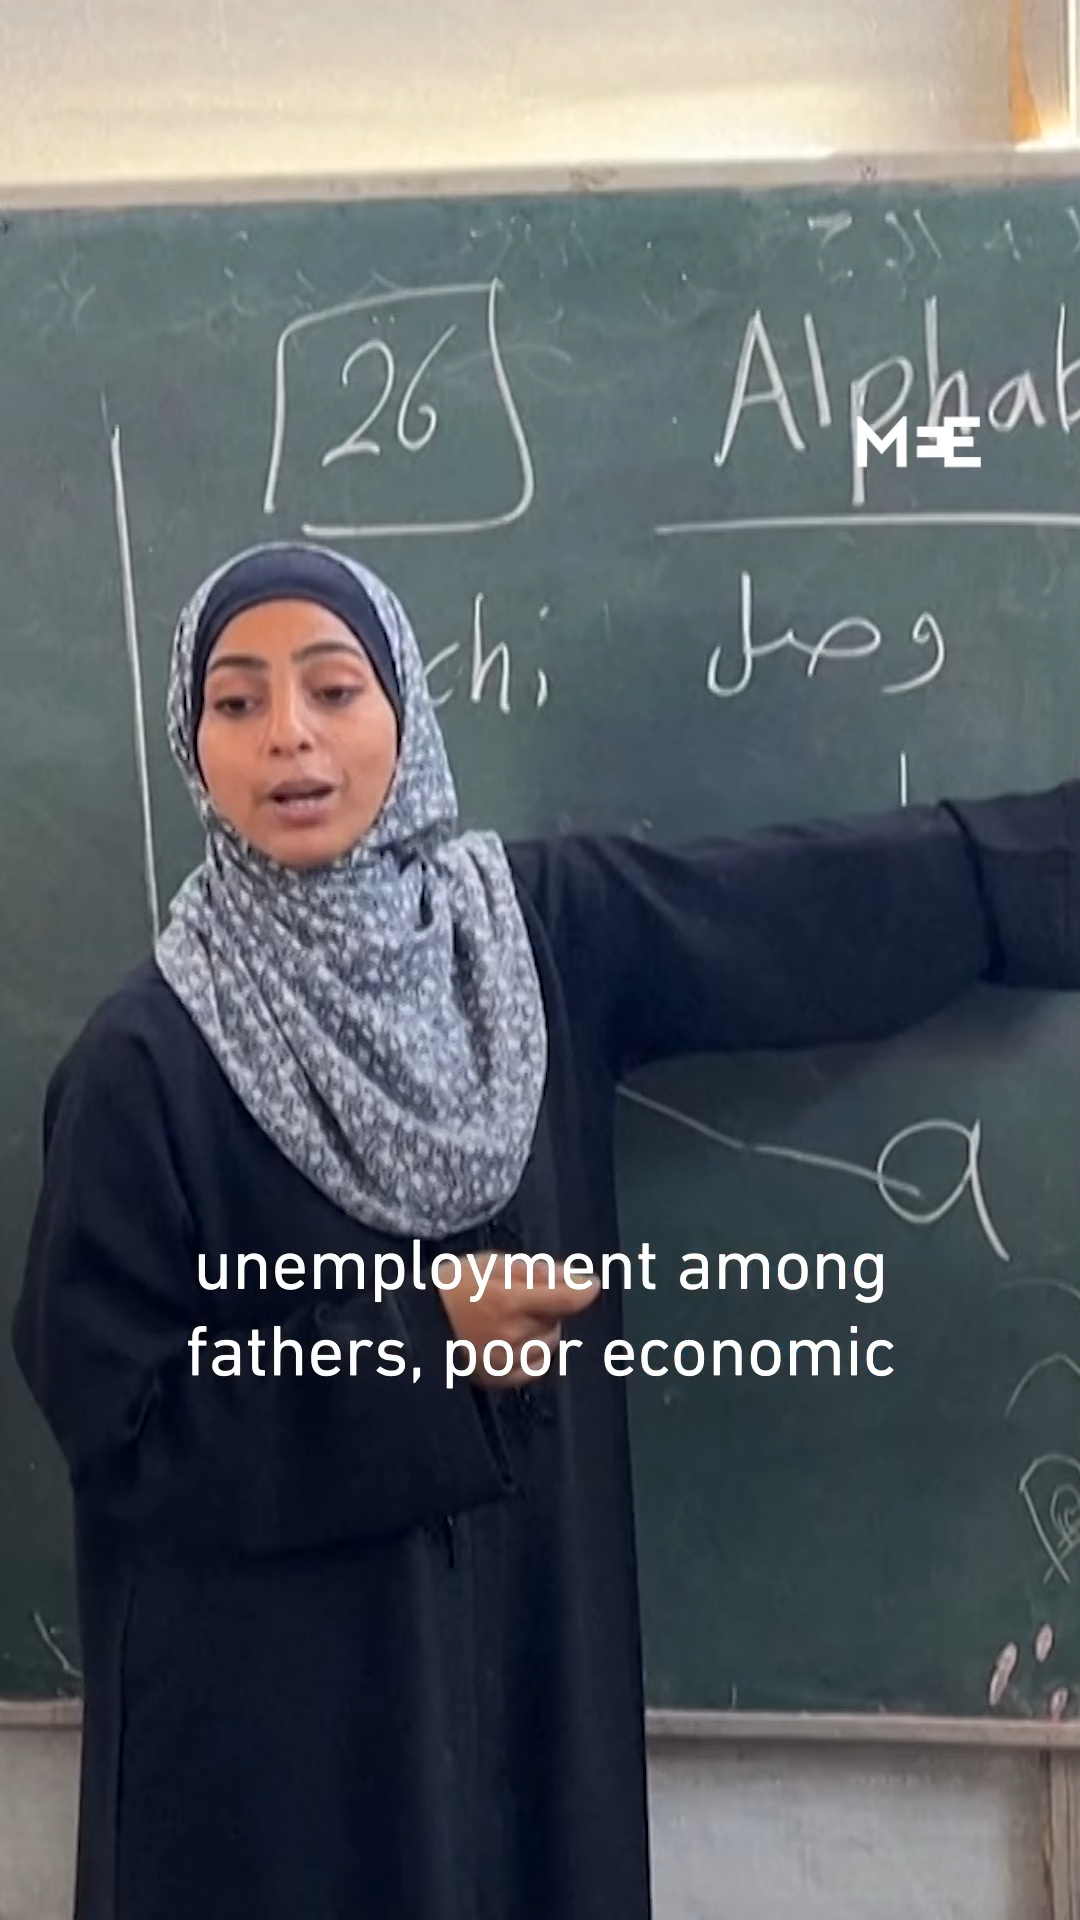 26
Alphab
MEE
chi
وصل
a
unemployment among
fathers, poor economic